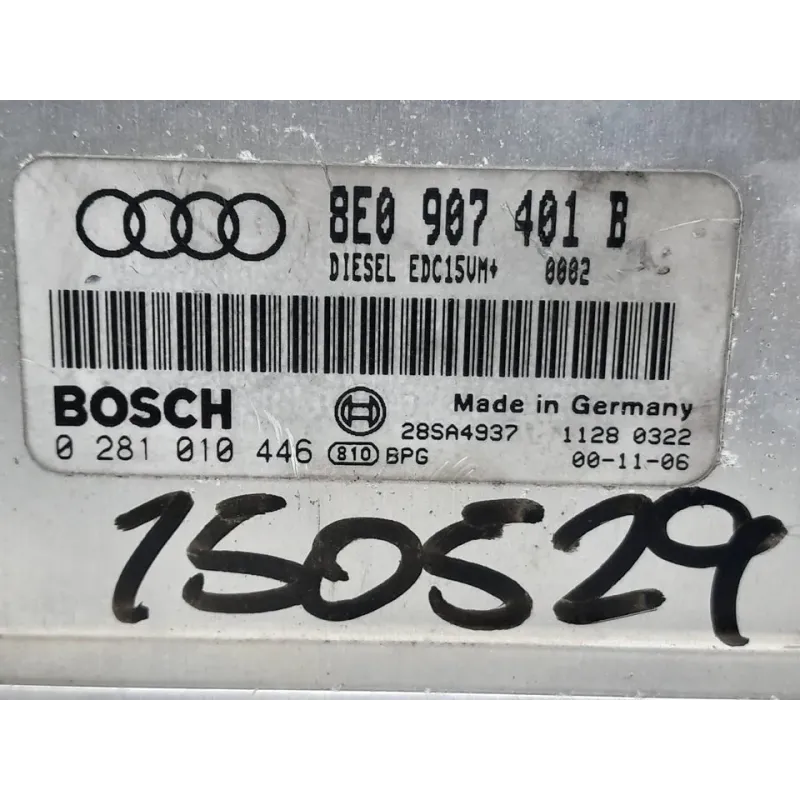 8E0 907 401 B
DIESEL EDC15VM+ 0002
BOSCH
Made in Germany
28SA4937 1128 0322
0 281 010 446 810 BPG 00-11-06
150529